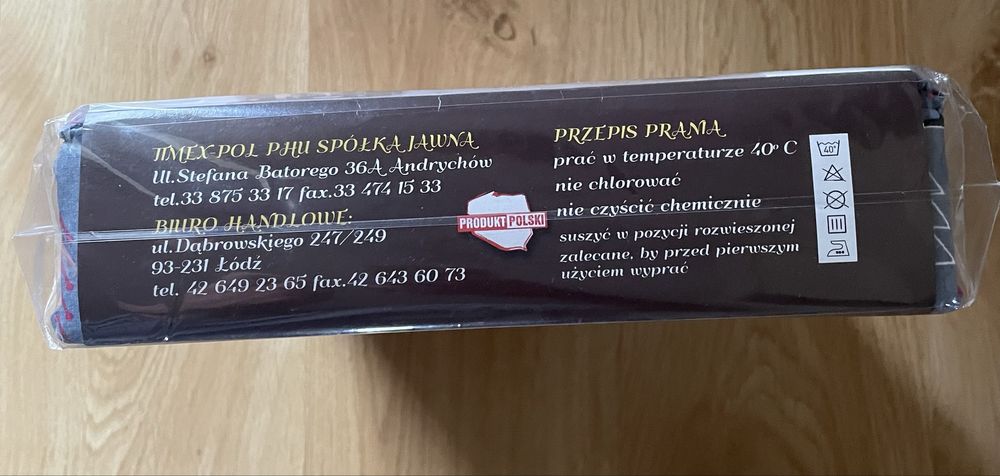 TIMEX-POL PHU SPÓŁKA JAWNA
Ul.Stefana Batorego 36A Andrychów
tel.33 875 33 17 fax.33 474 15 33
BIURO HANDLOWE:
ul.Dąbrowskiego 247/249
93-231 Łódź
tel. 42 649 23 65 fax.42 643 60 73
PRODUKT POLSKI
PRZEPIS PRANIA
prać w temperaturze 40º C
nie chlorować
nie czyścić chemicznie
suszyć w pozycji rozwieszonej
zalecane, by przed pierwszym
użyciem wyprać
40°